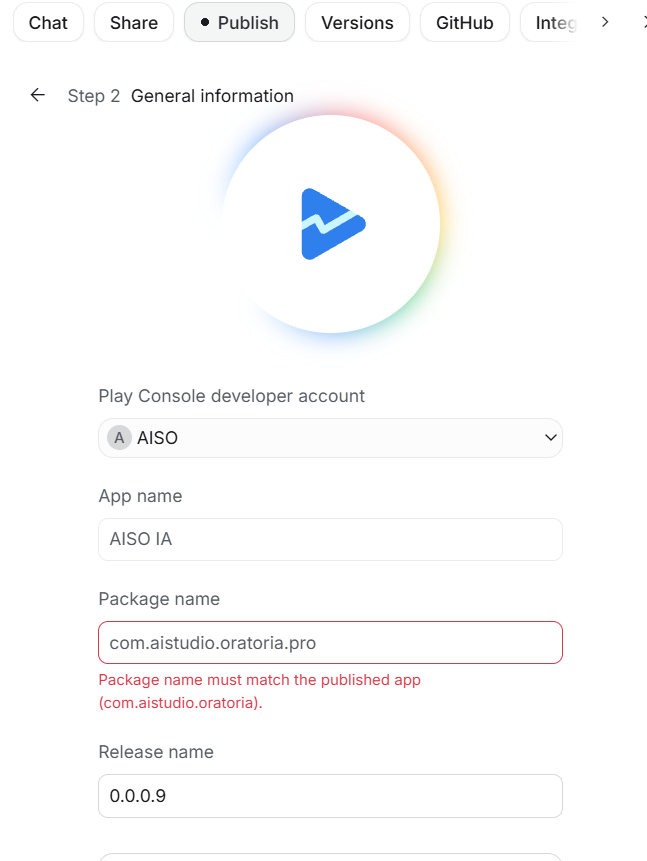 Chat Share Publish Versions GitHub
Step 2 General information
Play Console developer account
A AISO
App name
AISO IA
Package name
com.aistudio.oratoria.pro
Package name must match the published app
(com.aistudio.oratoria).
Release name
0.0.0.9